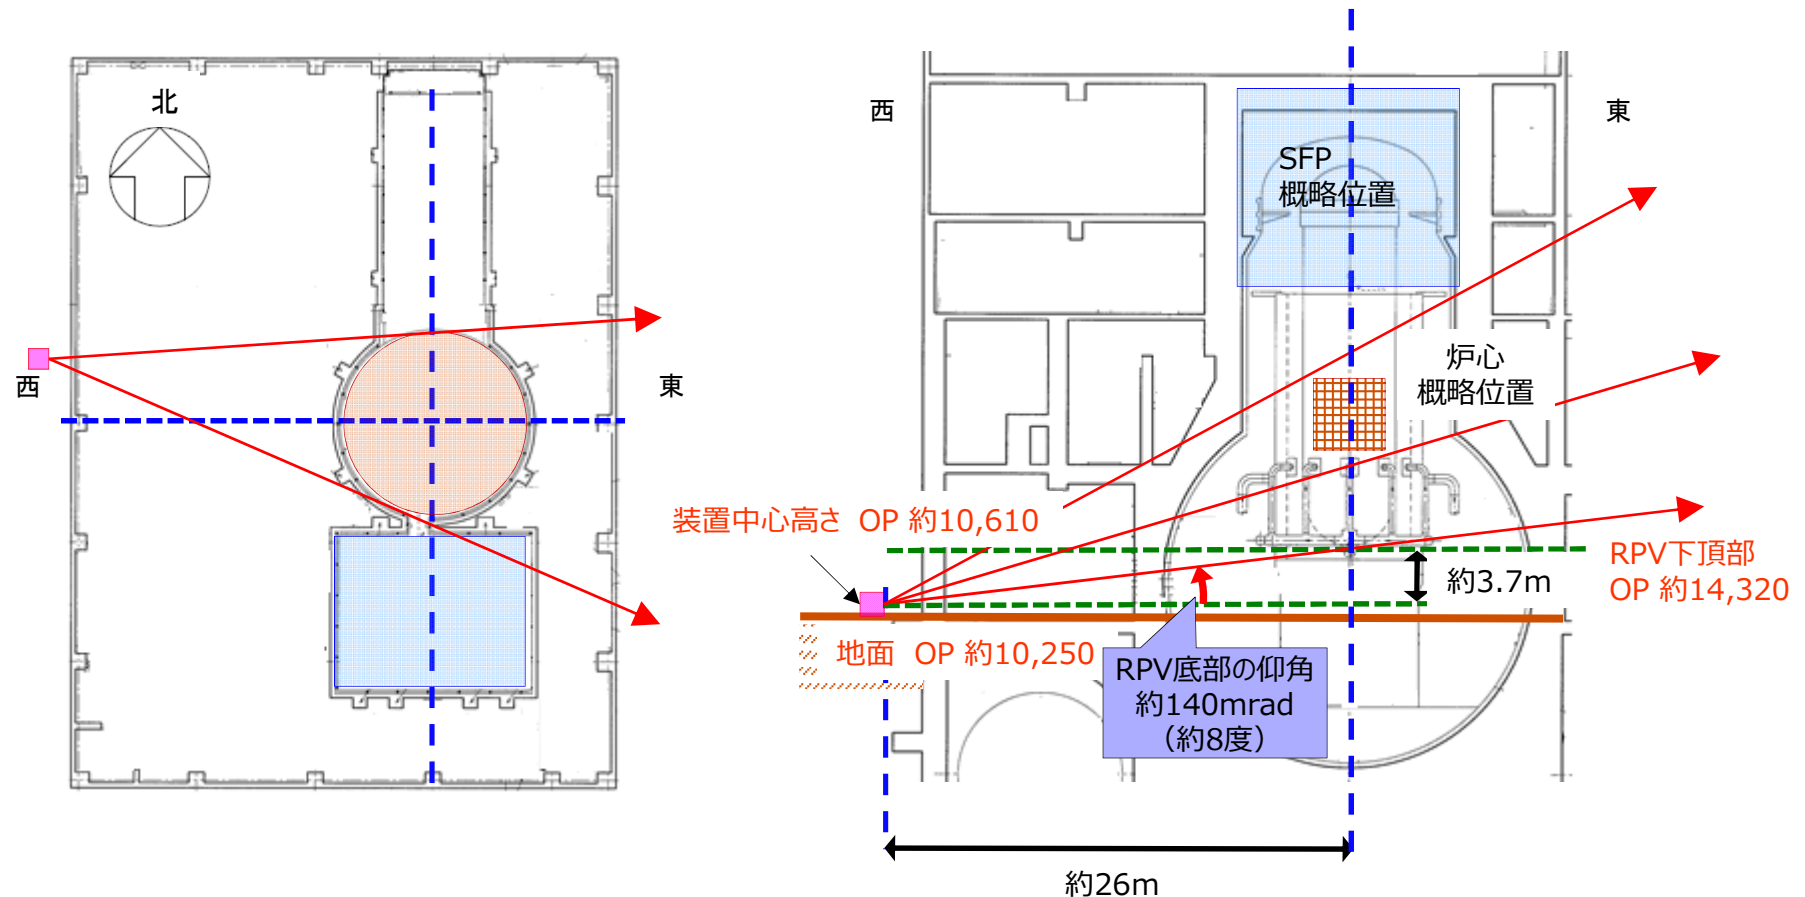 北
西
東
西
東
SFP
概略位置
炉心
概略位置
装置中心高さ OP 約10,610
RPV下頂部
OP 約14,320
約3.7m
地面 OP 約10,250
RPV底部の仰角
約140mrad
（約8度）
約26m